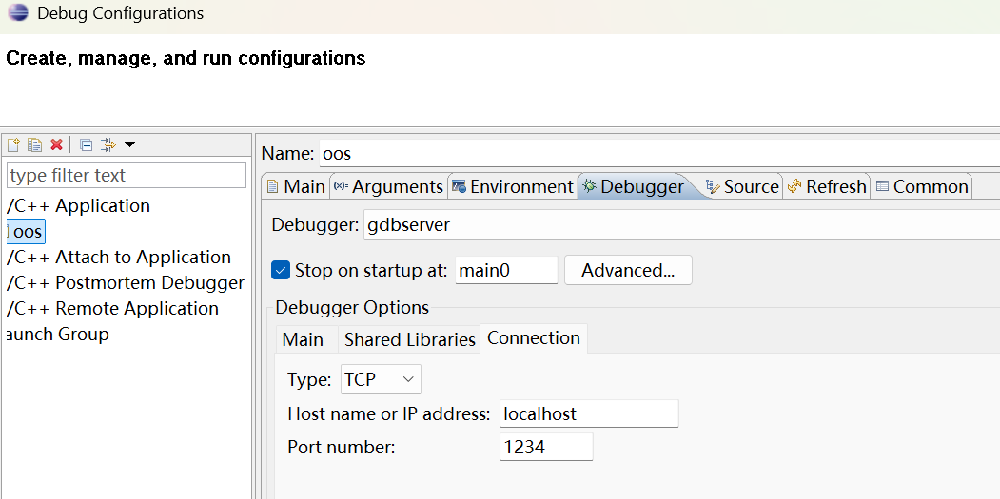 Debug Configurations
Create, manage, and run configurations
type filter text
/C++ Application
oos
/C++ Attach to Application
/C++ Postmortem Debugger
/C++ Remote Application
aunch Group
Name: oos
Main (x)= Arguments Environment Debugger Source Refresh Common
Debugger: gdbserver
Stop on startup at: main0 Advanced...
Debugger Options
Main Shared Libraries Connection
Type: TCP
Host name or IP address: localhost
Port number: 1234